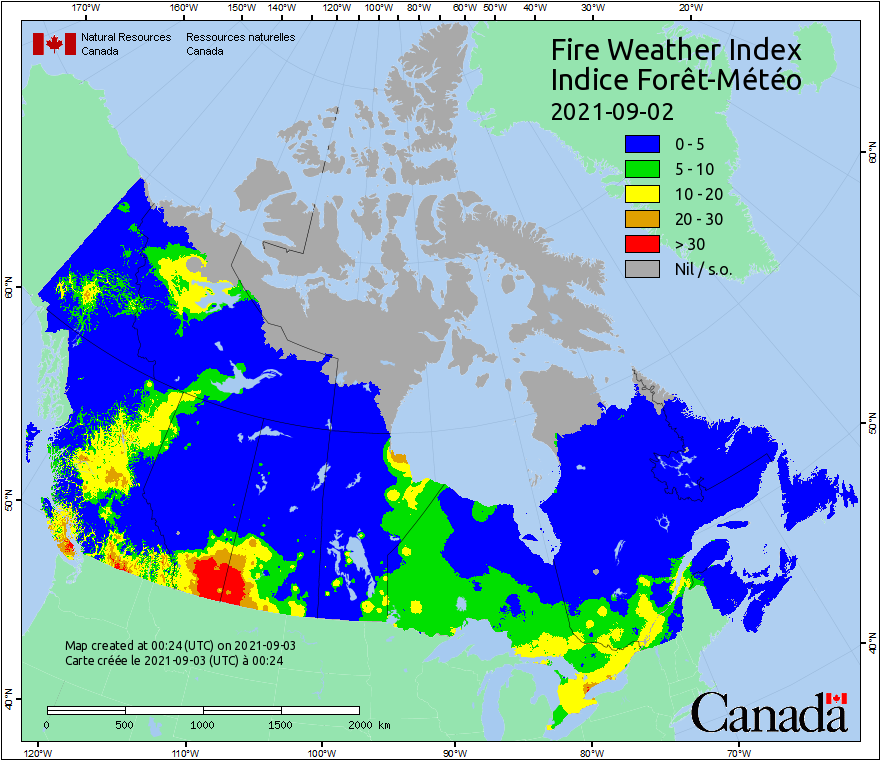 170°W 160°W 150°W 140°W 130°W 120°W 110°W 100°W 90°W 80°W 70°W 60°W 50°W 40°W 30°W 20°W
Natural Resources Ressources naturelles
Canada Canada
Fire Weather Index
Indice Forêt-Météo
2021-09-02
0 - 5
5 - 10
10 - 20
20 - 30
> 30
Nil / s.o.
60°N
60°N
50°N
50°N
40°N
40°N
Map created at 00:24 (UTC) on 2021-09-03
Carte créée le 2021-09-03 (UTC) à 00:24
0 500 1000 1500 2000 km
Canada
120°W 110°W 100°W 90°W 80°W 70°W